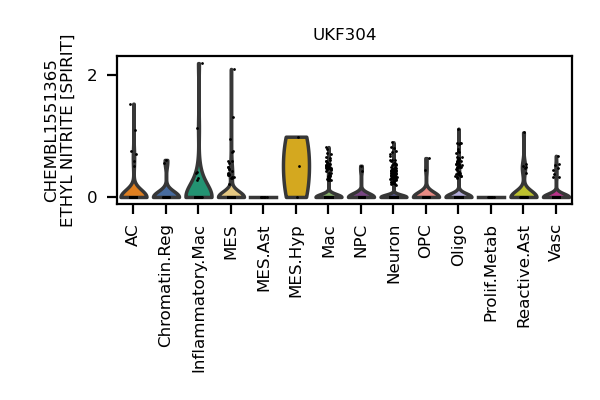 UKF304
CHEMBL1551365
ETHYL NITRITE [SPIRIT]
2
0
AC
Chromatin.Reg
Inflammatory.Mac
MES
MES.Ast
MES.Hyp
Mac
NPC
Neuron
OPC
Oligo
Prolif.Metab
Reactive.Ast
Vasc